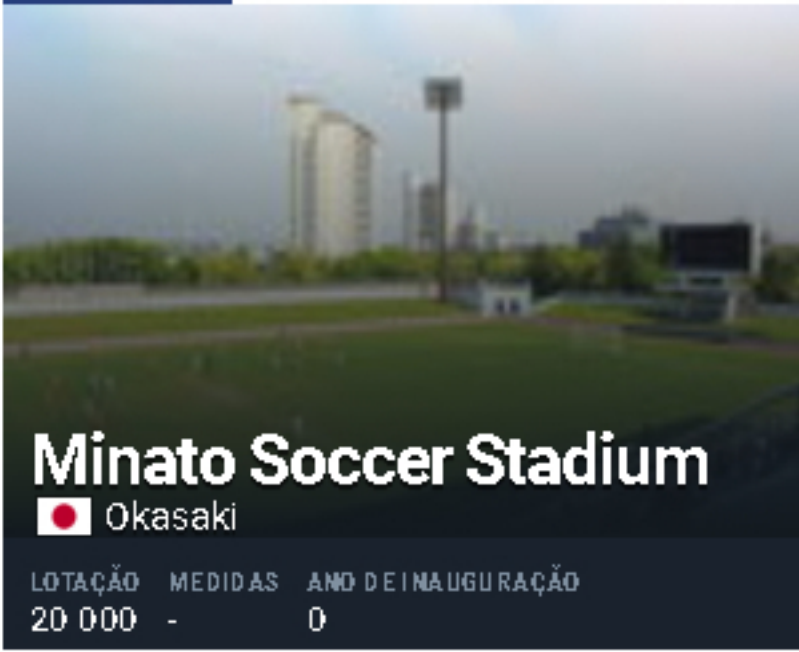 Minato Soccer Stadium
Okasaki
LOTAÇÃO MEDIDAS ANO DE INAUGURAÇÃO
20 000 - 0